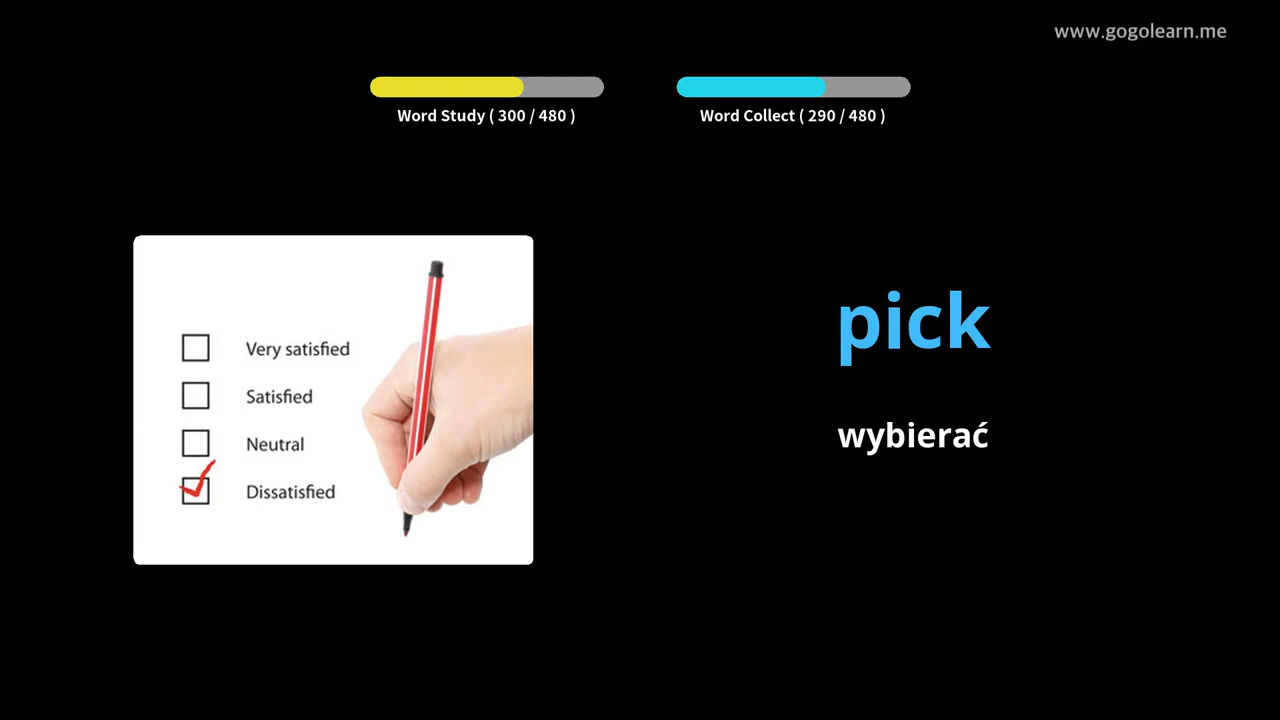 www.gogolearn.me
Word Study ( 300 / 480 )
Word Collect ( 290 / 480 )
Very satisfied
Satisfied
Neutral
Dissatisfied
pick
wybierać